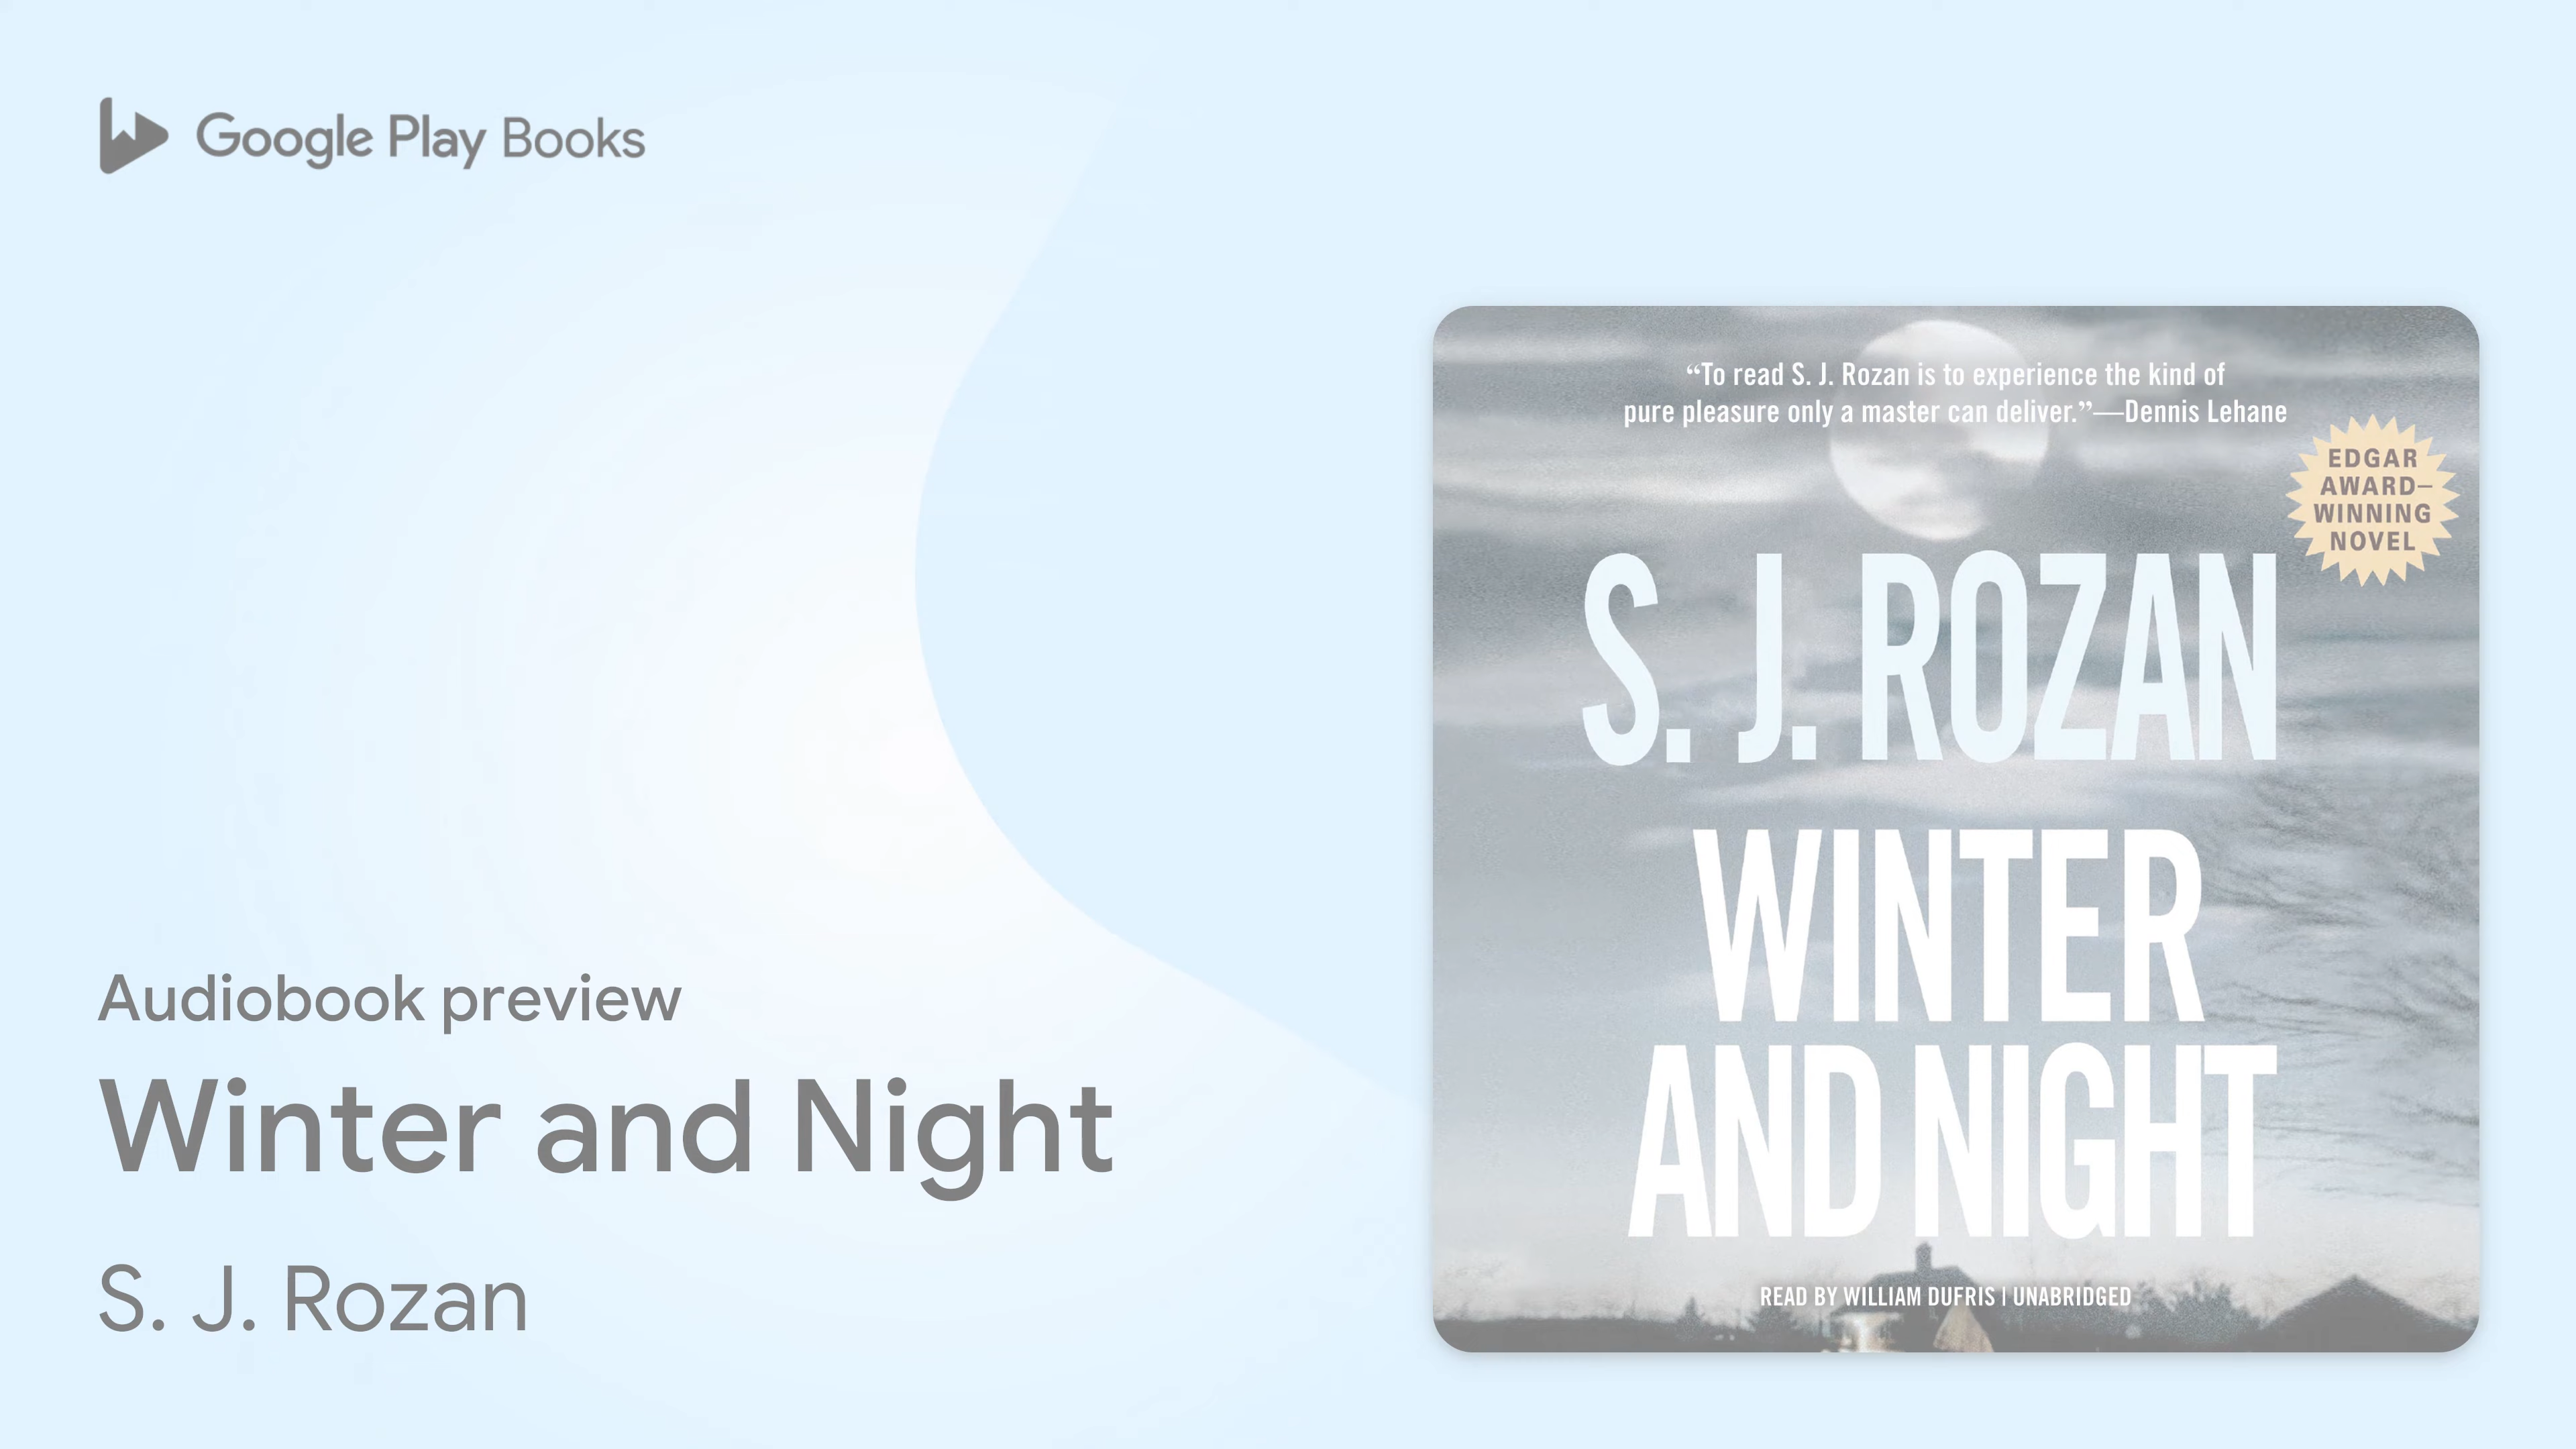 Google Play Books
Audiobook preview
Winter and Night
S. J. Rozan
“To read S. J. Rozan is to experience the kind of
pure pleasure only a master can deliver.”—Dennis Lehane
EDGAR
AWARD–
WINNING
NOVEL
S. J. ROZAN
WINTER
AND NIGHT
READ BY WILLIAM DUFRIS | UNABRIDGED